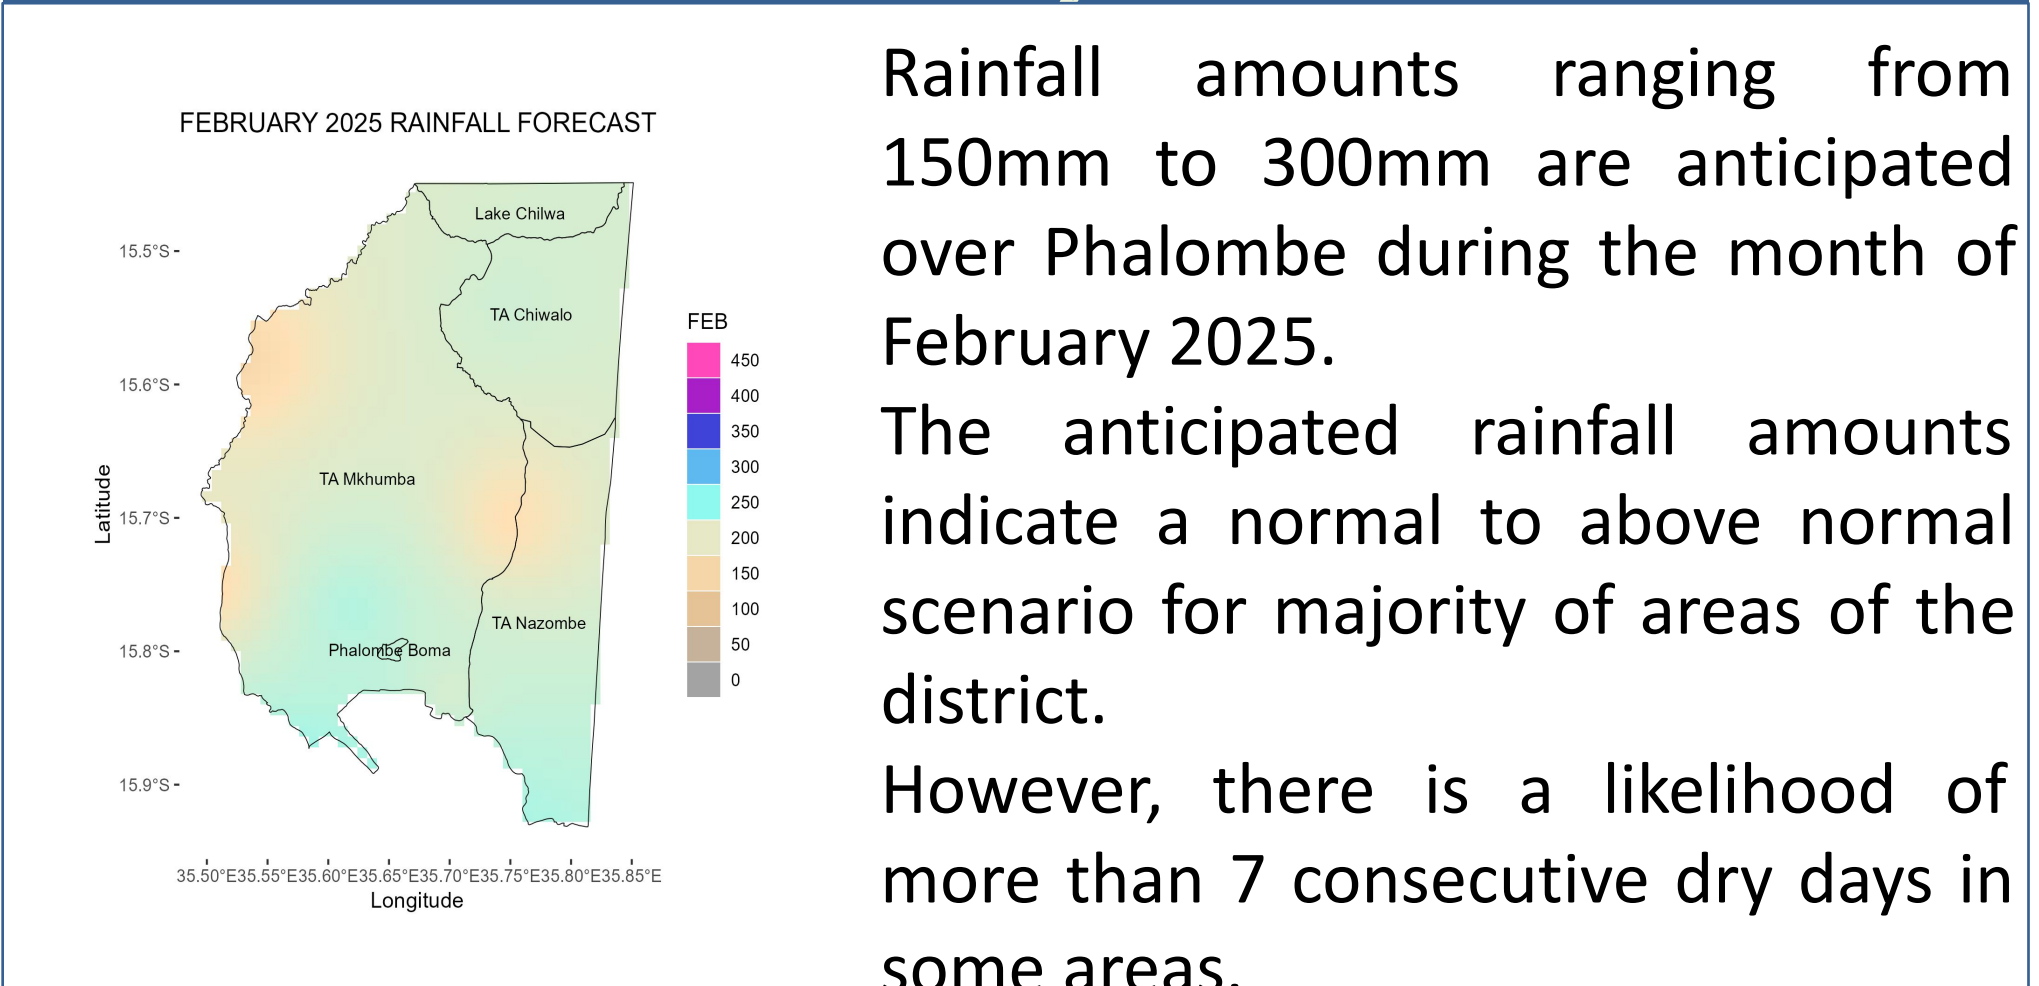 FEBRUARY 2025 RAINFALL FORECAST
Lake Chilwa
15.5°S
TA Chiwalo
FEB
450
15.6°S
400
350
300
TA Mkhumba
250
Latitude
15.7°S
200
150
100
TA Nazombe
50
15.8°S
Phalombe Boma
0
15.9°S
35.50°E35.55°E35.60°E35.65°E35.70°E35.75°E35.80°E35.85°E
Longitude
Rainfall amounts ranging from
150mm to 300mm are anticipated
over Phalombe during the month of
February 2025.
The anticipated rainfall amounts
indicate a normal to above normal
scenario for majority of areas of the
district.
However, there is a likelihood of
more than 7 consecutive dry days in
some areas.